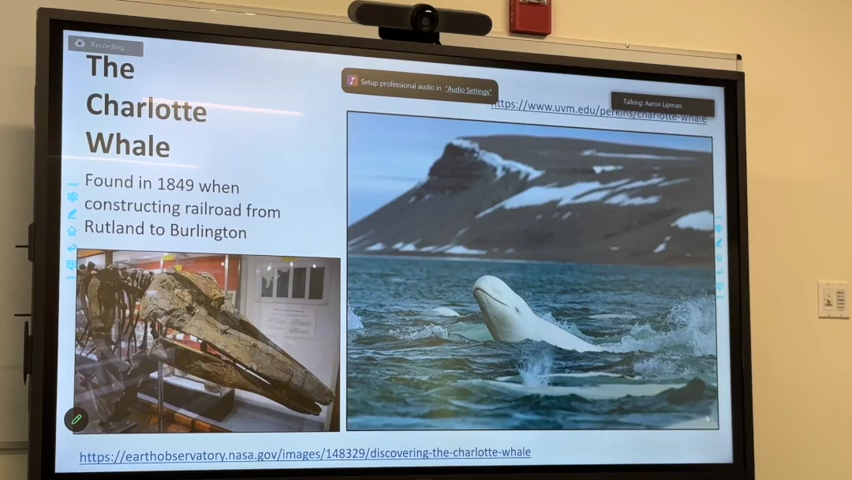 Recording
The
Charlotte
Whale
Setup professional audio in "Audio Settings"
Talking: Aaron Lipman
https://www.uvm.edu/perkins/charlotte-whale
Found in 1849 when
constructing railroad from
Rutland to Burlington
https://earthobservatory.nasa.gov/images/148329/discovering-the-charlotte-whale